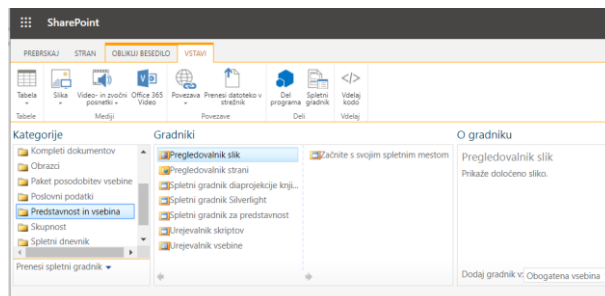 SharePoint
PREBRSKAJ STRAN OBLIKUJ BESEDILO VSTAVI
Tabela Slika Video- in zvočni posnetki Office 365 Video Povezava Prenesi datoteko v strežnik Del programa Spletni gradnik Vdelaj kodo
Tabele Mediji Povezave Deli Vdelaj
Kategorije
Kompleti dokumentov
Obrazci
Paket posodobitev vsebine
Poslovni podatki
Predstavnost in vsebina
Skupnost
Spletni dnevnik
Prenesi spletni gradnik
Gradniki
Pregledovalnik slik
Pregledovalnik strani
Spletni gradnik diaprojekcije knji...
Spletni gradnik Silverlight
Spletni gradnik za predstavnost
Urejevalnik skriptov
Urejevalnik vsebine
Začnite s svojim spletnim mestom
O gradniku
Pregledovalnik slik
Prikaže določeno sliko.
Dodaj gradnik v: Obogatena vsebina